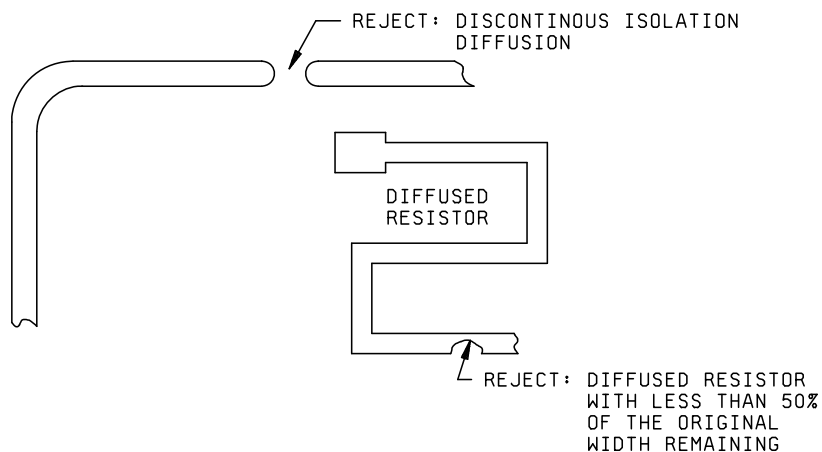 REJECT: DISCONTINOUS ISOLATION
DIFFUSION
DIFFUSED
RESISTOR
REJECT: DIFFUSED RESISTOR
WITH LESS THAN 50%
OF THE ORIGINAL
WIDTH REMAINING